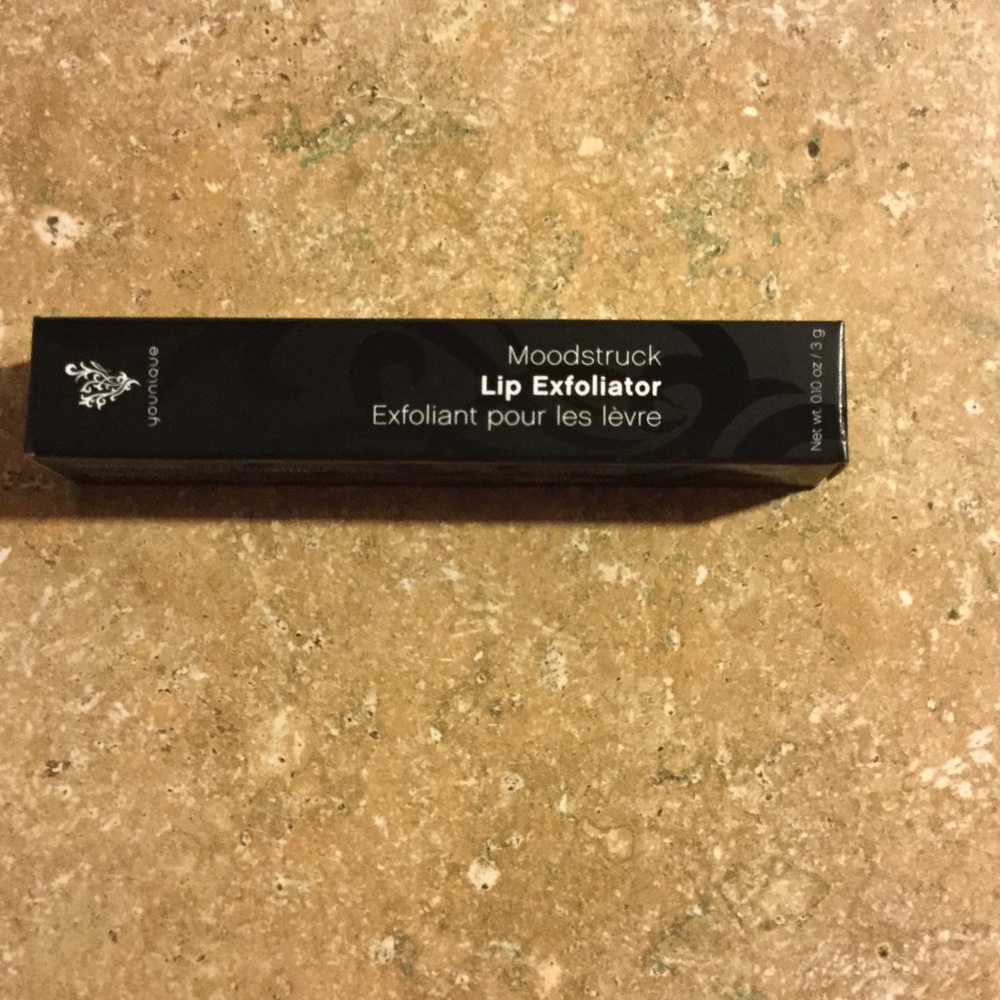 younique
Moodstruck
Lip Exfoliator
Exfoliant pour les lèvre
Net wt. 0.10 oz / 3 g